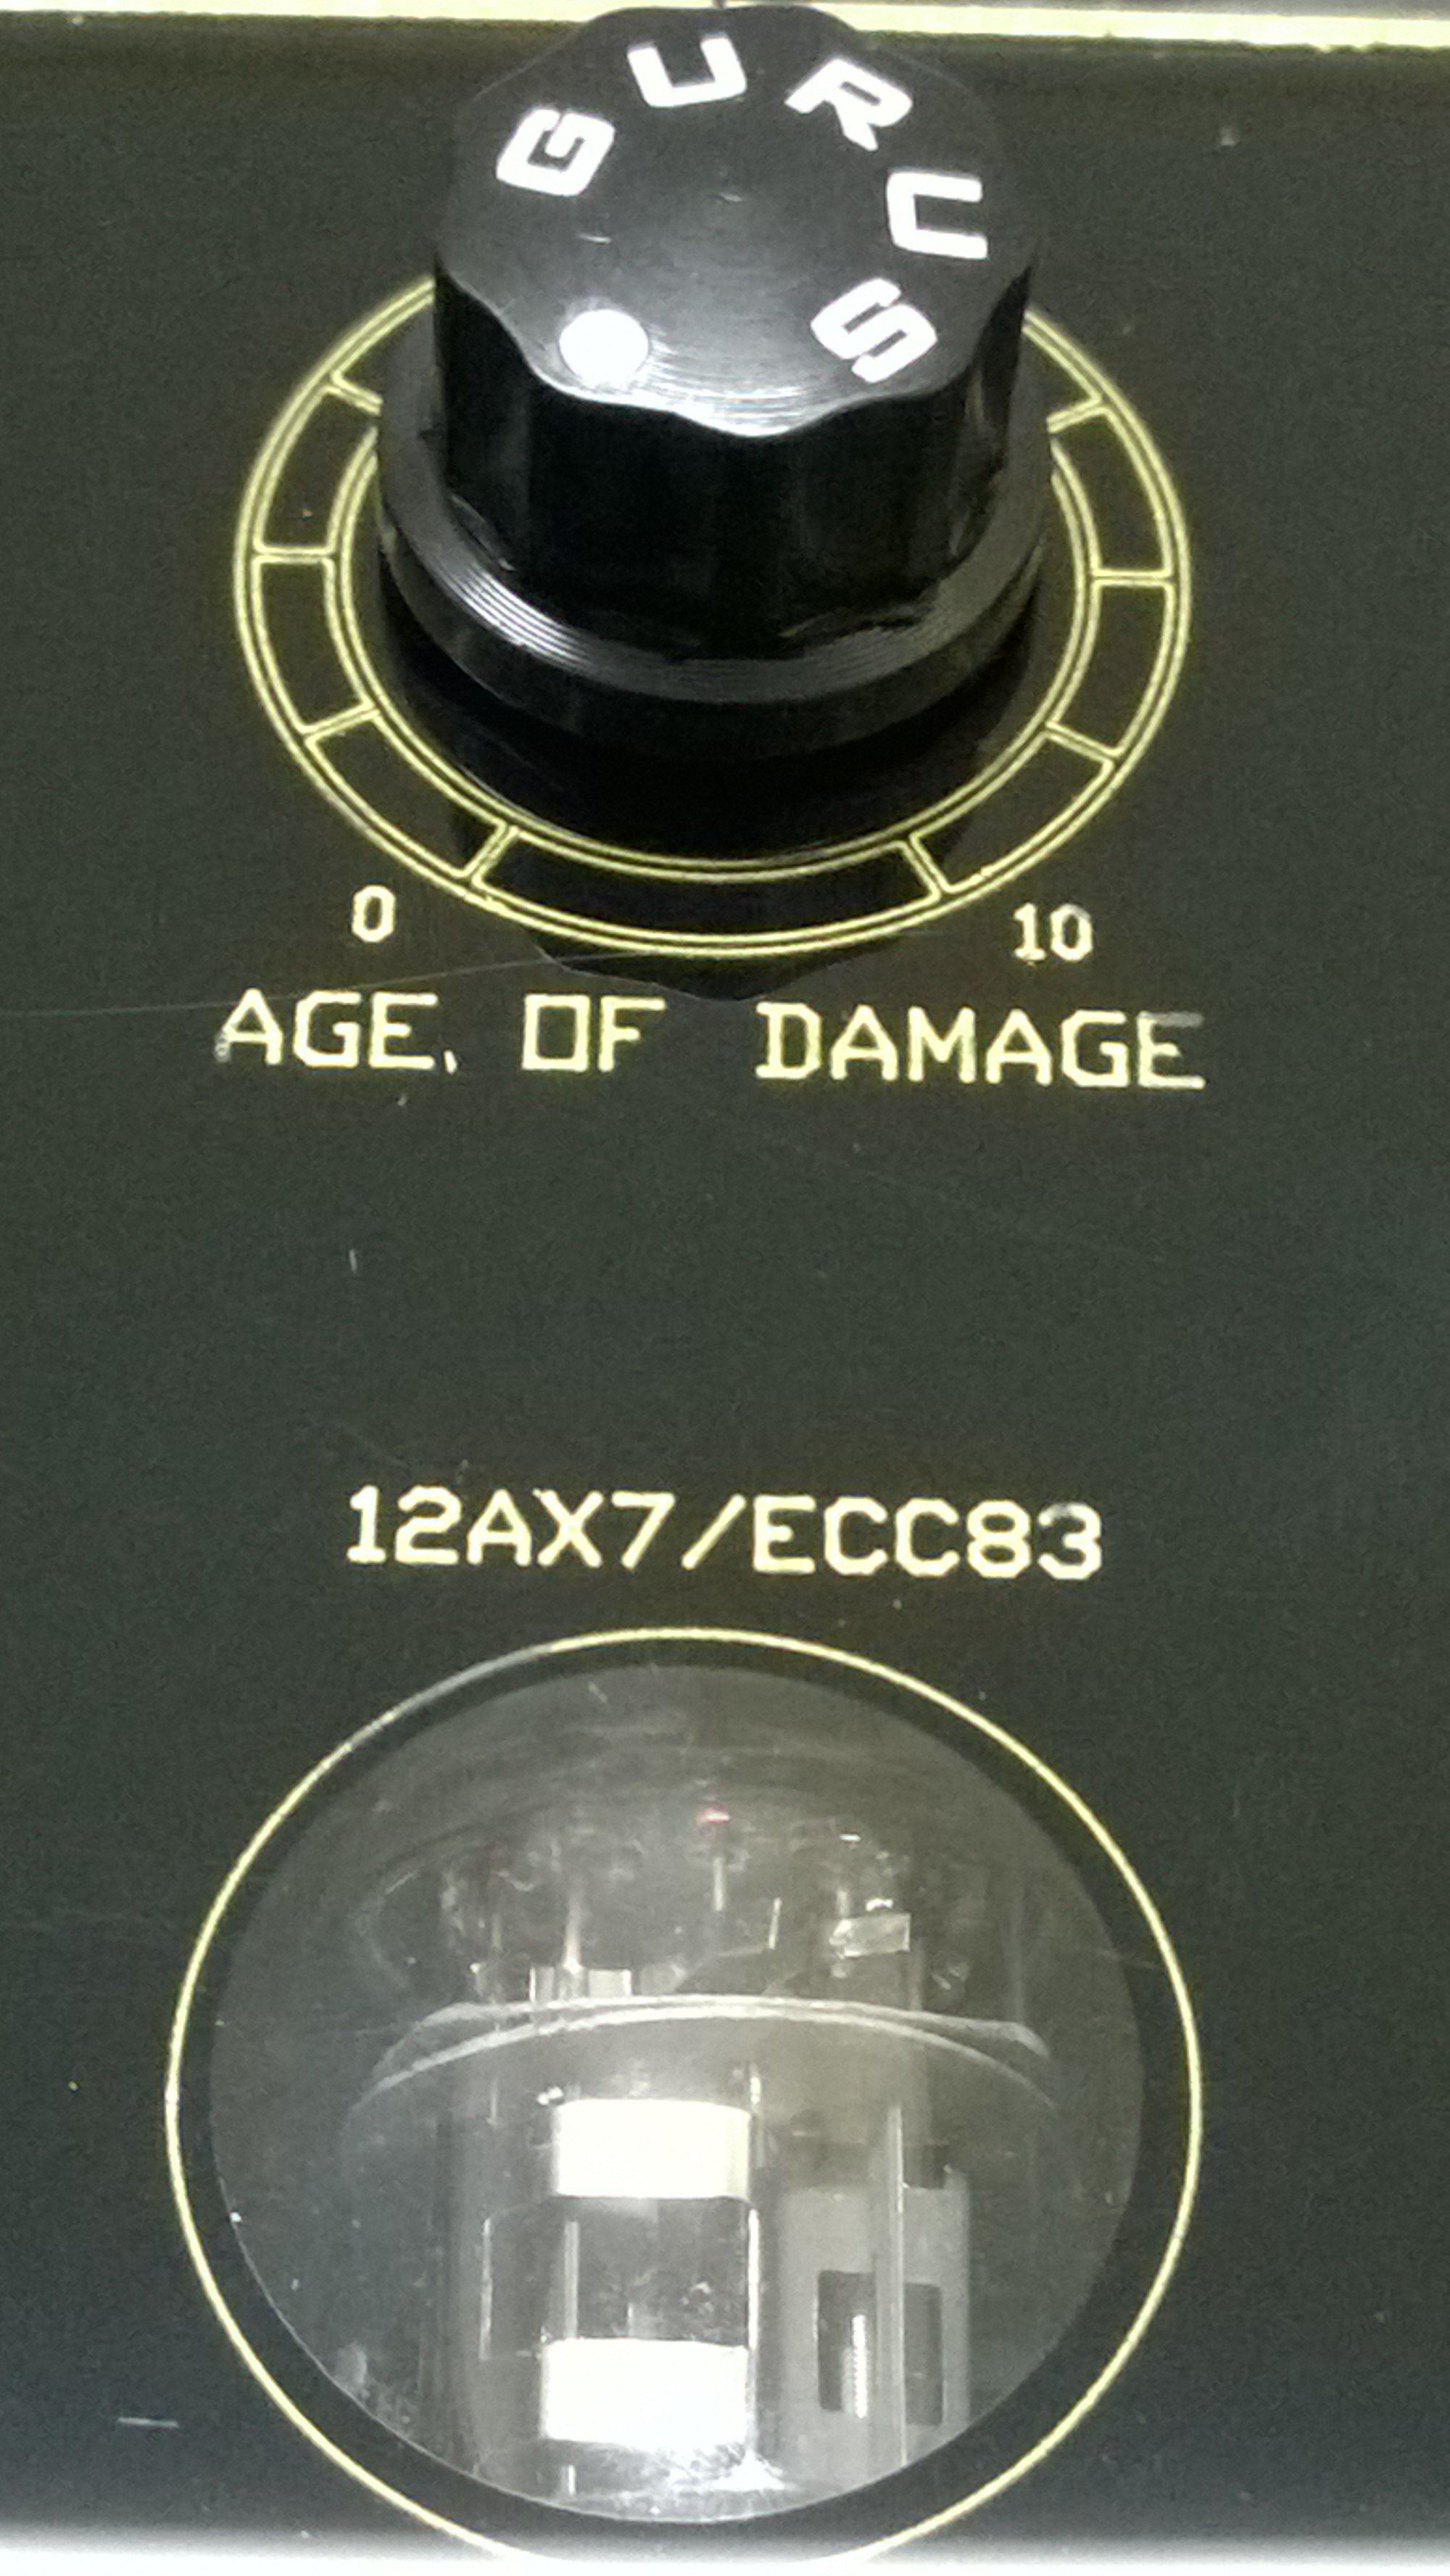 GURUS
0 10
AGE. OF DAMAGE
12AX7/ECC83